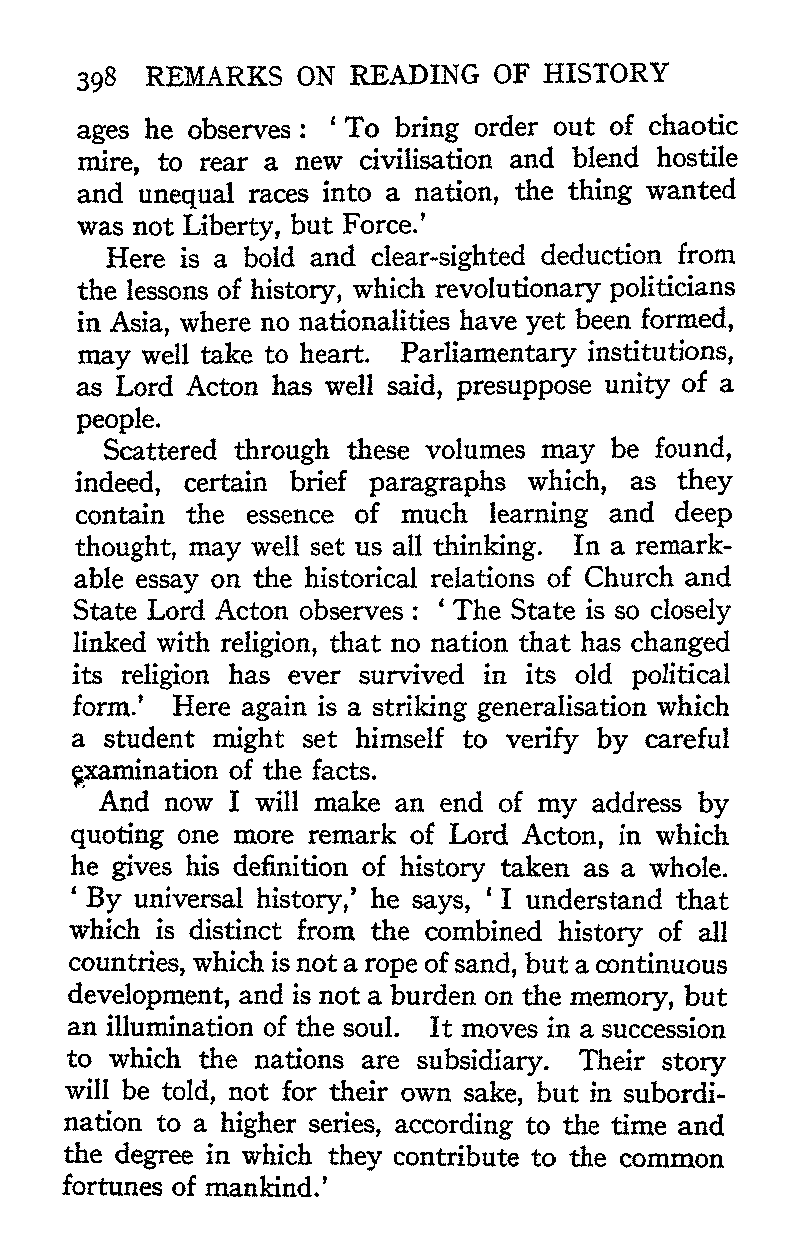 398 REMARKS ON READING OF HISTORY
ages he observes : ‘ To bring order out of chaotic
mire, to rear a new civilisation and blend hostile
and unequal races into a nation, the thing wanted
was not Liberty, but Force.’
Here is a bold and clear-sighted deduction from
the lessons of history, which revolutionary politicians
in Asia, where no nationalities have yet been formed,
may well take to heart. Parliamentary institutions,
as Lord Acton has well said, presuppose unity of a
people.
Scattered through these volumes may be found,
indeed, certain brief paragraphs which, as they
contain the essence of much learning and deep
thought, may well set us all thinking. In a remark-
able essay on the historical relations of Church and
State Lord Acton observes : ‘ The State is so closely
linked with religion, that no nation that has changed
its religion has ever survived in its old political
form.’ Here again is a striking generalisation which
a student might set himself to verify by careful
examination of the facts.
And now I will make an end of my address by
quoting one more remark of Lord Acton, in which
he gives his definition of history taken as a whole.
‘ By universal history,’ he says, ‘ I understand that
which is distinct from the combined history of all
countries, which is not a rope of sand, but a continuous
development, and is not a burden on the memory, but
an illumination of the soul. It moves in a succession
to which the nations are subsidiary. Their story
will be told, not for their own sake, but in subordi-
nation to a higher series, according to the time and
the degree in which they contribute to the common
fortunes of mankind.’